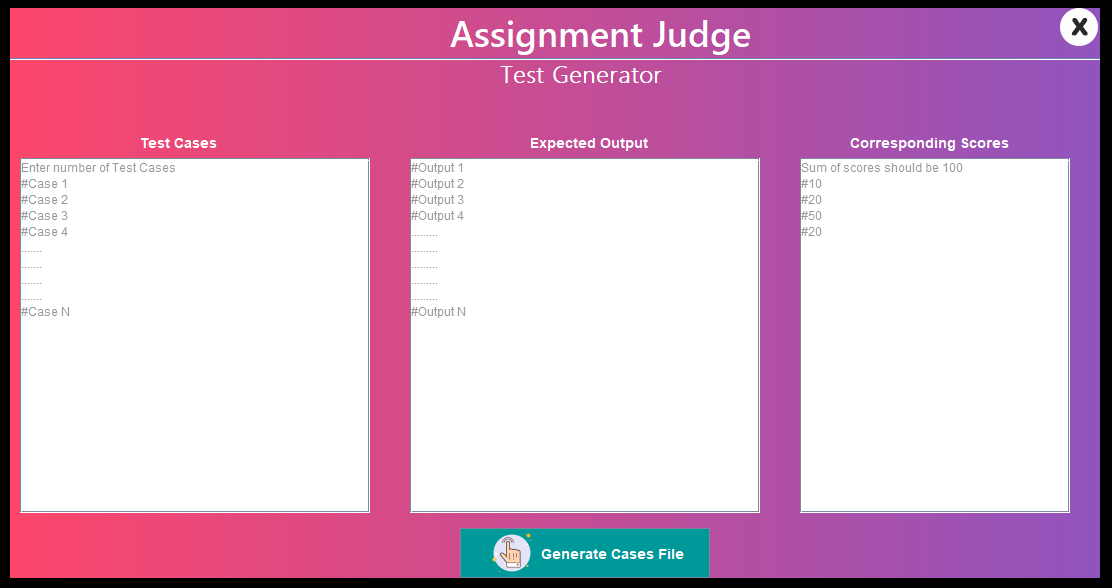 Assignment Judge
X
Test Generator
Test Cases
Enter number of Test Cases
#Case 1
#Case 2
#Case 3
#Case 4
.......
.......
.......
.......
#Case N
Expected Output
#Output 1
#Output 2
#Output 3
#Output 4
.........
.........
.........
.........
.........
#Output N
Corresponding Scores
Sum of scores should be 100
#10
#20
#50
#20
Generate Cases File